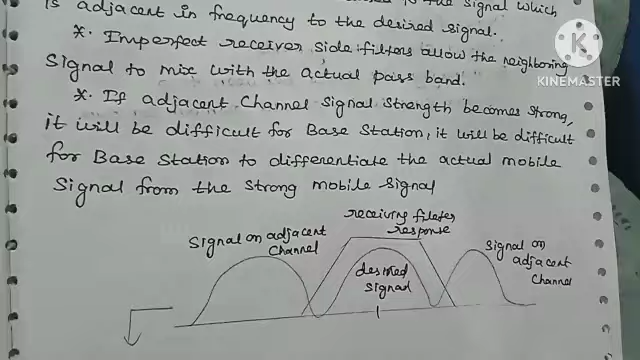 is adjacent in frequency to the desired signal.
*. Imperfect receiver side filters allow the neighboring
signal to mix with the actual pass band.
*. If adjacent channel signal strength becomes strong,
it will be difficult for Base Station, it will be difficult
for Base Station to differentiate the actual mobile
signal from the strong mobile signal
receiving fileter
response
signal on adjacent
channel
desired
signal
signal on
adjacent
channel
KINEMASTER